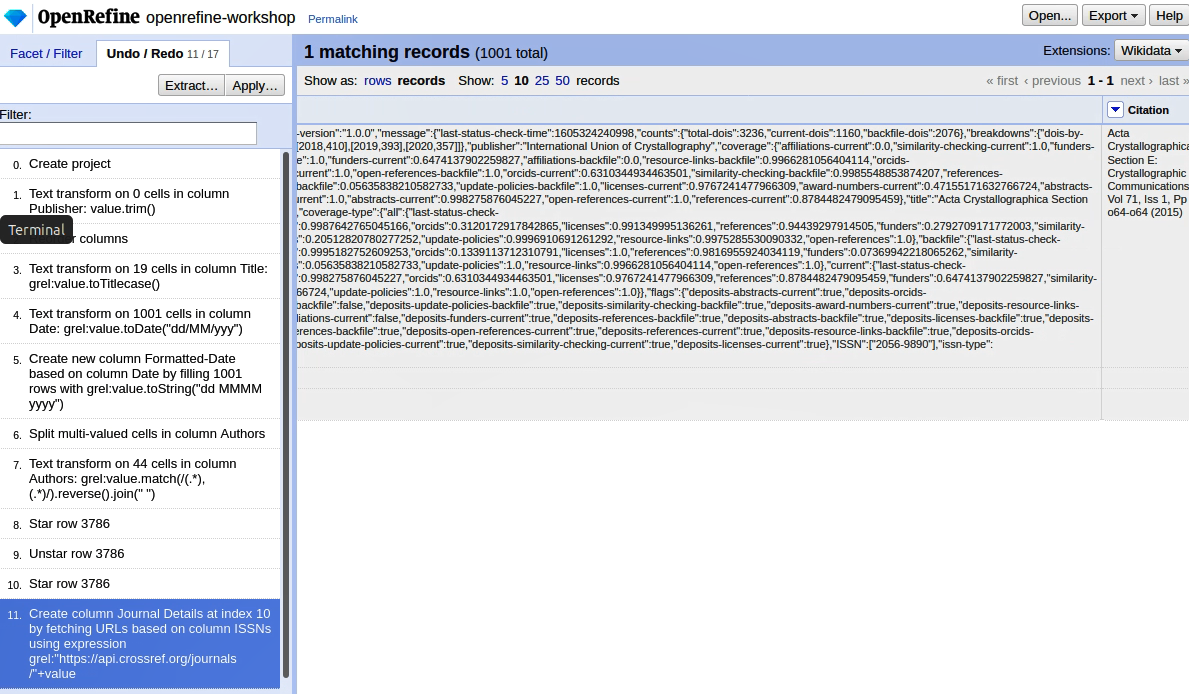 OpenRefine openrefine-workshop Permalink
Open... Export Help
Facet / Filter Undo / Redo 11 / 17
Extract... Apply...
Filter:
0. Create project
1. Text transform on 0 cells in column
Publisher: value.trim()
Terminal
columns
3. Text transform on 19 cells in column Title:
grel:value.toTitlecase()
4. Text transform on 1001 cells in column
Date: grel:value.toDate("dd/MM/yyy")
5. Create new column Formatted-Date
based on column Date by filling 1001
rows with grel:value.toString("dd MMMM
yyyy")
6. Split multi-valued cells in column Authors
7. Text transform on 44 cells in column
Authors: grel:value.match(/(.*),
(.*)/).reverse().join(" ")
8. Star row 3786
9. Unstar row 3786
10. Star row 3786
11. Create column Journal Details at index 10
by fetching URLs based on column ISSNs
using expression
grel:"https://api.crossref.org/journals
/"+value
1 matching records (1001 total)
Extensions: Wikidata
Show as: rows records Show: 5 10 25 50 records
« first ‹ previous 1 - 1 next › last »
Citation
-version":"1.0.0","message":{"last-status-check-time":1605324240998,"counts":{"total-dois":3236,"current-dois":1160,"backfile-dois":2076},"breakdowns":{"dois-by-
[2018,410],[2019,393],[2020,357]]},"publisher":"International Union of Crystallography","coverage":{"affiliations-current":0.0,"similarity-checking-current":1.0,"funders-
e":1.0,"funders-current":0.6474137902259827,"affiliations-backfile":0.0,"resource-links-backfile":0.9966281056404114,"orcids-
current":1.0,"open-references-backfile":1.0,"orcids-current":0.6310344934463501,"similarity-checking-backfile":0.9985548853874207,"references-
backfile":0.05635838210582733,"update-policies-backfile":1.0,"licenses-current":0.9767241477966309,"award-numbers-current":0.47155171632766724,"abstracts-
urrent":1.0,"abstracts-current":0.998275876045227,"open-references-current":1.0,"references-current":0.8784482479095459},"title":"Acta Crystallographica Section
,"coverage-type":{"all":{"last-status-check-
:0.9987642765045166,"orcids":0.3120172917842865,"licenses":0.991349995136261,"references":0.94439297914505,"funders":0.2792709171772003,"similarity-
":0.20512820780277252,"update-policies":0.9996910691261292,"resource-links":0.9975285530090332,"open-references":1.0},"backfile":{"last-status-check-
:0.9995182752609253,"orcids":0.1339113712310791,"licenses":1.0,"references":0.9816955924034119,"funders":0.07369942218065262,"similarity-
":0.05635838210582733,"update-policies":1.0,"resource-links":0.9966281056404114,"open-references":1.0},"current":{"last-status-check-
:0.998275876045227,"orcids":0.6310344934463501,"licenses":0.9767241477966309,"references":0.8784482479095459,"funders":0.6474137902259827,"similarity-
66724,"update-policies":1.0,"resource-links":1.0,"open-references":1.0}},"flags":{"deposits-abstracts-current":true,"deposits-orcids-
backfile":false,"deposits-update-policies-backfile":true,"deposits-similarity-checking-backfile":true,"deposits-award-numbers-current":true,"deposits-resource-links-
liations-current":false,"deposits-funders-current":true,"deposits-references-backfile":true,"deposits-abstracts-backfile":true,"deposits-licenses-backfile":true,"deposits-
erences-backfile":true,"deposits-open-references-current":true,"deposits-references-current":true,"deposits-resource-links-backfile":true,"deposits-orcids-
osits-update-policies-current":true,"deposits-similarity-checking-current":true,"deposits-licenses-current":true},"ISSN":["2056-9890"],"issn-type":
Acta
Crystallographica
Section E:
Crystallographic
Communications
Vol 71, Iss 1, Pp
o64-o64 (2015)